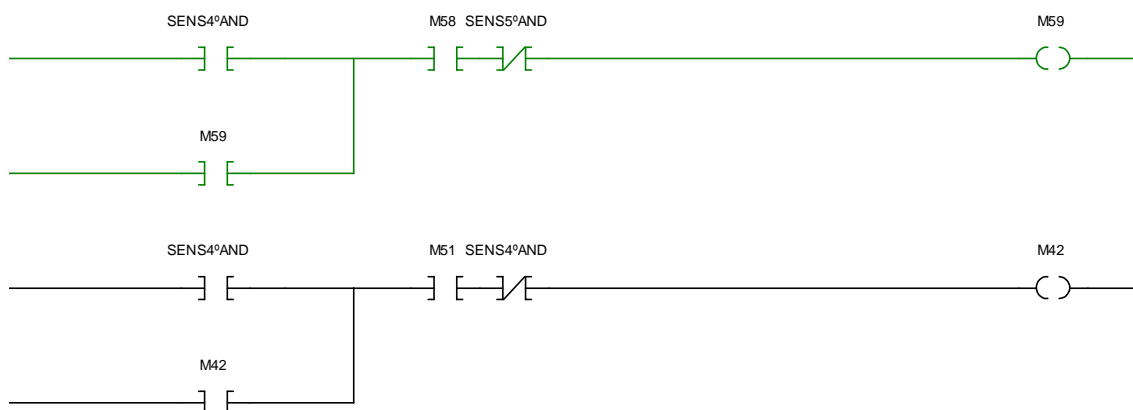 SENS4ºAND M58 SENS5ºAND M59
M59
SENS4ºAND M51 SENS4ºAND M42
M42